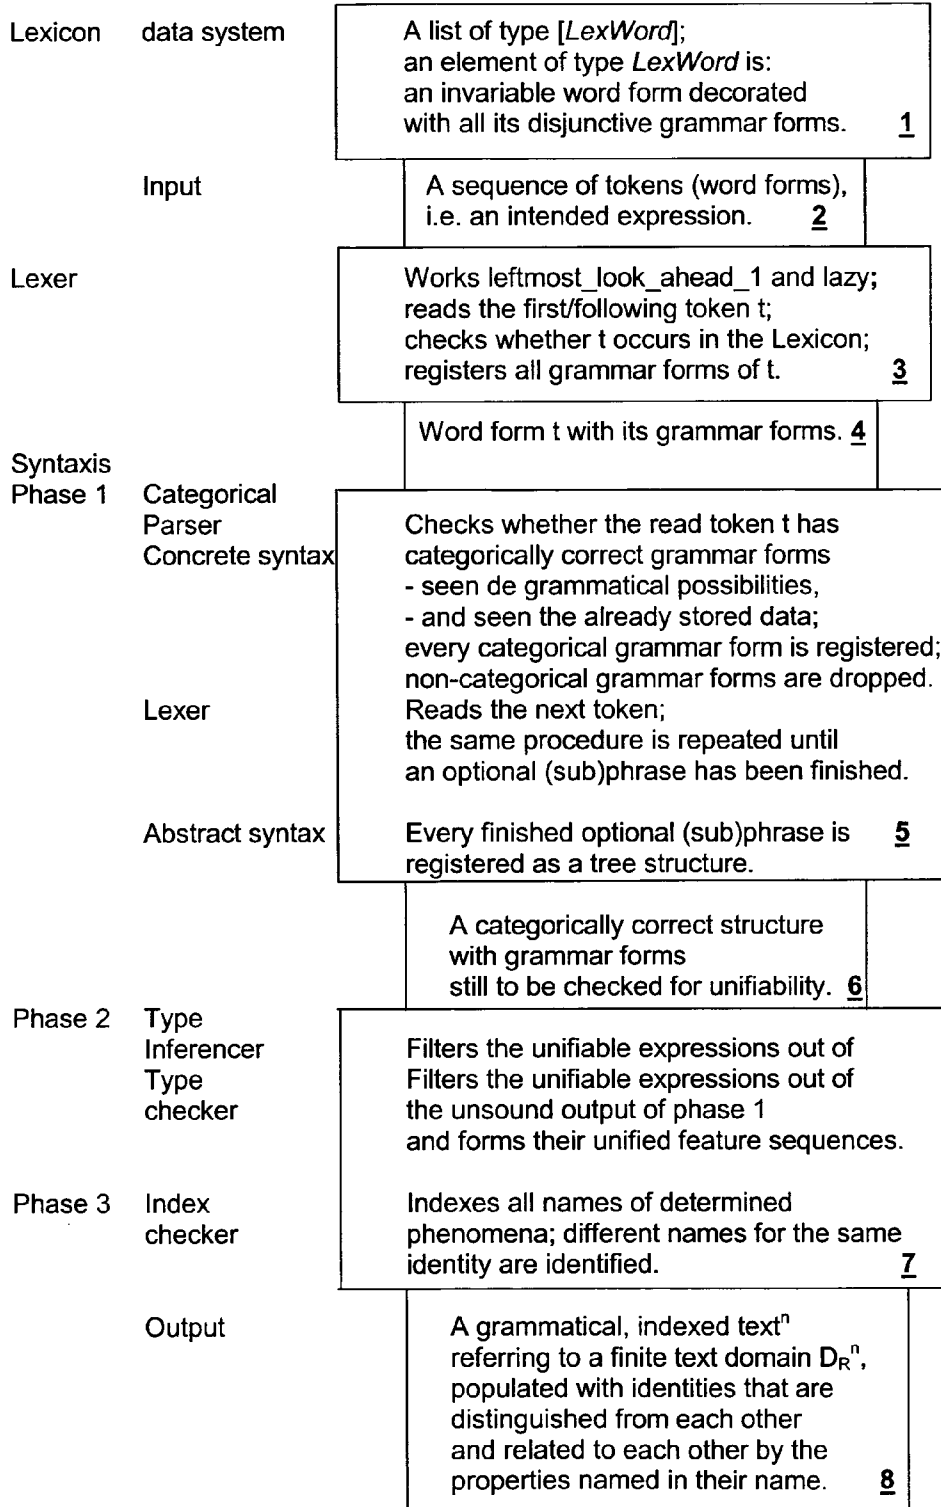 Lexicon data system A list of type [LexWord];
an element of type LexWord is:
an invariable word form decorated
with all its disjunctive grammar forms. 1
Input A sequence of tokens (word forms),
i.e. an intended expression. 2
Lexer Works leftmost_look_ahead_1 and lazy;
reads the first/following token t;
checks whether t occurs in the Lexicon;
registers all grammar forms of t. 3
Word form t with its grammar forms. 4
Syntaxis
Phase 1 Categorical
Parser Checks whether the read token t has
Concrete syntax categorically correct grammar forms
- seen de grammatical possibilities,
- and seen the already stored data;
every categorical grammar form is registered;
non-categorical grammar forms are dropped.
Lexer Reads the next token;
the same procedure is repeated until
an optional (sub)phrase has been finished.
Abstract syntax Every finished optional (sub)phrase is 5
registered as a tree structure.
A categorically correct structure
with grammar forms
still to be checked for unifiability. 6
Phase 2 Type
Inferencer Filters the unifiable expressions out of
Type Filters the unifiable expressions out of
checker the unsound output of phase 1
and forms their unified feature sequences.
Phase 3 Index Indexes all names of determined
checker phenomena; different names for the same
identity are identified. 7
Output A grammatical, indexed textⁿ
referring to a finite text domain D_Rⁿ,
populated with identities that are
distinguished from each other
and related to each other by the
properties named in their name. 8